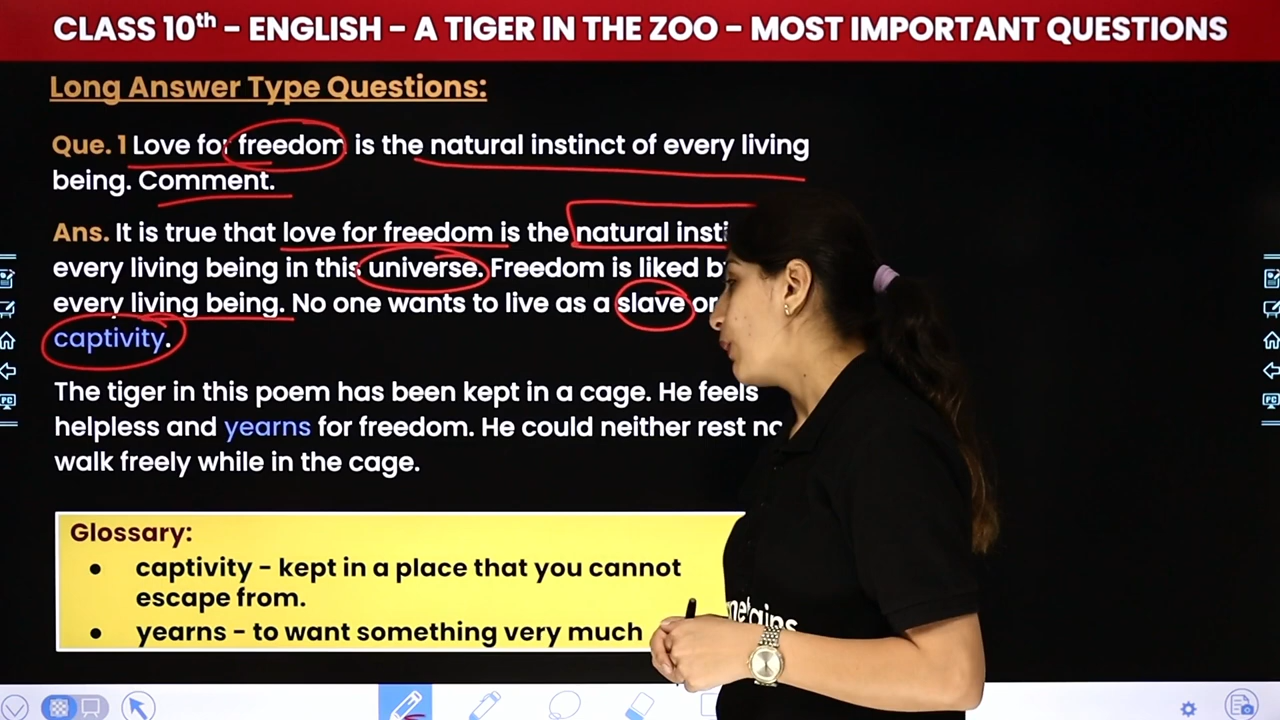 CLASS 10th - ENGLISH - A TIGER IN THE ZOO - MOST IMPORTANT QUESTIONS
Long Answer Type Questions:
Que. 1 Love for freedom is the natural instinct of every living
being. Comment.
Ans. It is true that love for freedom is the natural
every living being in this universe. Freedom is liked
every living being. No one wants to live as a slave or
captivity.
The tiger in this poem has been kept in a cage. He feels
helpless and yearns for freedom. He could neither rest
walk freely while in the cage.
Glossary:
● captivity - kept in a place that you cannot
escape from.
● yearns - to want something very much
PC
PC